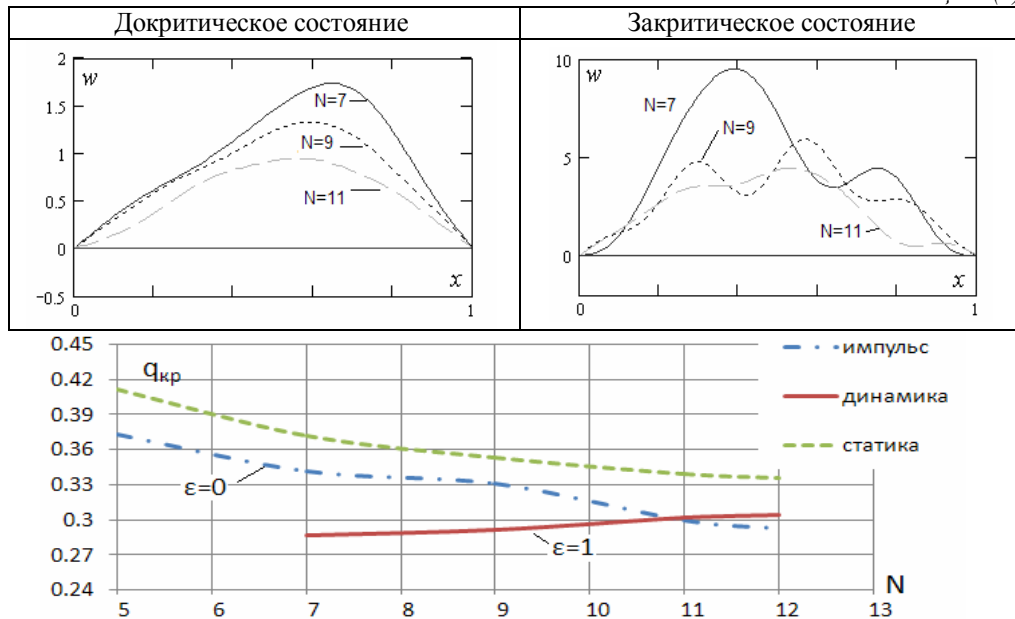 Докритическое состояние
Закритическое состояние
2
1.5
1
0.5
0
−0.5
w
N=7
N=9
N=11
x
0
1
10
5
0
w
N=7
N=9
N=11
x
0
1
0.45
0.42
0.39
0.36
0.33
0.3
0.27
0.24
qкр
ε=0
ε=1
импульс
динамика
статика
N
5 6 7 8 9 10 11 12 13